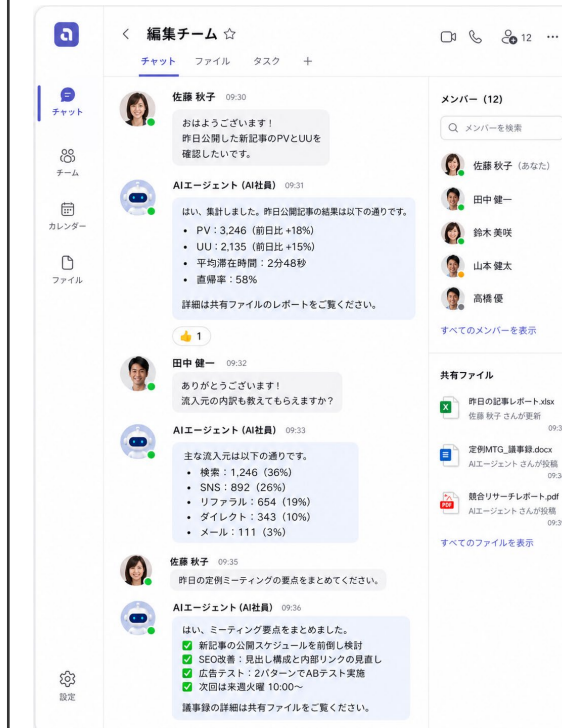 a
チャット
チーム
カレンダー
ファイル
設定
編集チーム
12
チャット
ファイル
タスク
佐藤 秋子 09:30
おはようございます！
昨日公開した新記事のPVとUUを
確認したいです。
AIエージェント (AI社員) 09:31
はい、集計しました。昨日公開記事の結果は以下の通りです。
• PV：3,246（前日比 +18%）
• UU：2,135（前日比 +15%）
• 平均滞在時間：2分48秒
• 直帰率：58%
詳細は共有ファイルのレポートをご覧ください。
👍 1
田中 健一 09:32
ありがとうございます！
流入元の内訳も教えてもらえますか？
AIエージェント (AI社員) 09:33
主な流入元は以下の通りです。
• 検索：1,246（36%）
• SNS：892（26%）
• リファラル：654（19%）
• ダイレクト：343（10%）
• メール：111（3%）
佐藤 秋子 09:35
昨日の定例ミーティングの要点をまとめてください。
AIエージェント (AI社員) 09:36
はい、ミーティング要点をまとめました。
✅ 新記事の公開スケジュールを前倒し検討
✅ SEO改善：見出し構成と内部リンクの見直し
✅ 広告テスト：2パターンでABテスト実施
✅ 次回は来週火曜 10:00〜
議事録の詳細は共有ファイルをご覧ください。
メンバー（12）
メンバーを検索
佐藤 秋子（あなた）
田中 健一
鈴木 美咲
山本 健太
高橋 優
すべてのメンバーを表示
共有ファイル
昨日の記事レポート.xlsx
佐藤 秋子 さんが更新
定例MTG_議事録.docx
AIエージェント さんが投稿
競合リサーチレポート.pdf
AIエージェント さんが投稿
すべてのファイルを表示